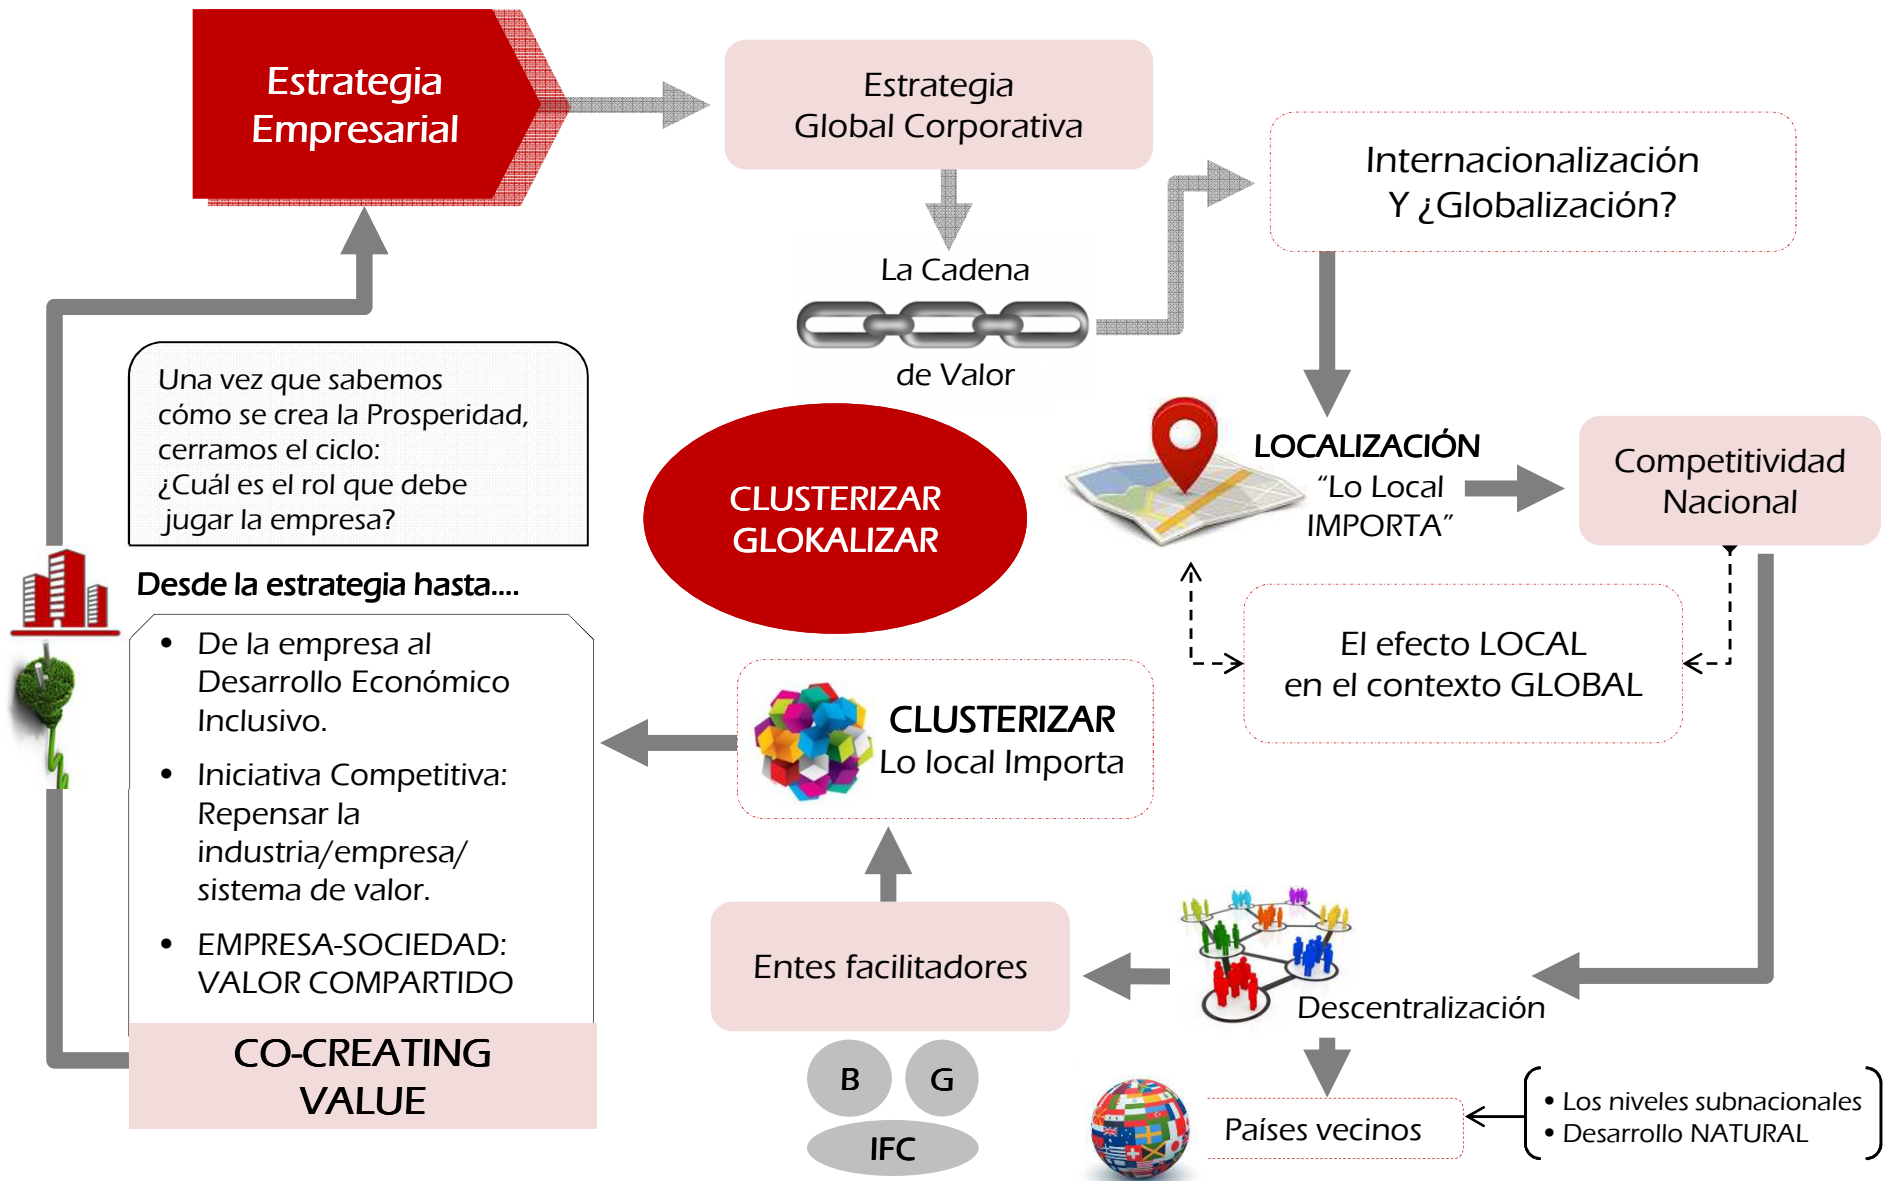 Estrategia
Empresarial
Estrategia
Global Corporativa
La Cadena
de Valor
Internacionalización
Y ¿Globalización?
LOCALIZACIÓN
“Lo Local
IMPORTA”
Competitividad
Nacional
El efecto LOCAL
en el contexto GLOBAL
CLUSTERIZAR
GLOKALIZAR
Una vez que sabemos
cómo se crea la Prosperidad,
cerramos el ciclo:
¿Cuál es el rol que debe
jugar la empresa?
Desde la estrategia hasta....
• De la empresa al
Desarrollo Económico
Inclusivo.
• Iniciativa Competitiva:
Repensar la
industria/empresa/
sistema de valor.
• EMPRESA-SOCIEDAD:
VALOR COMPARTIDO
CO-CREATING
VALUE
CLUSTERIZAR
Lo local Importa
Entes facilitadores
B
G
IFC
Descentralización
Países vecinos
• Los niveles subnacionales
• Desarrollo NATURAL